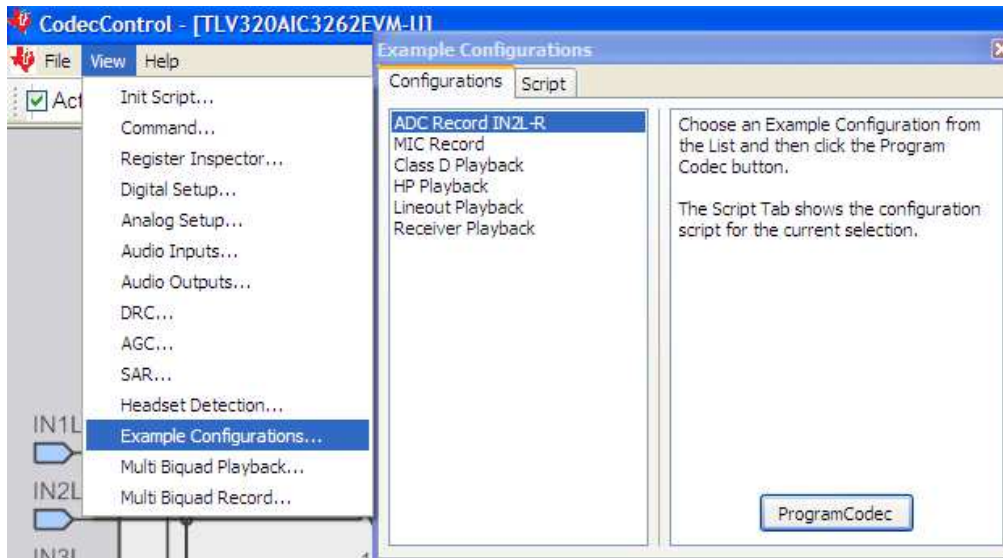 CodecControl - [TLV320AIC3262EVM-U]
File View Help
Act
Init Script...
Command...
Register Inspector...
Digital Setup...
Analog Setup...
Audio Inputs...
Audio Outputs...
DRC...
AGC...
SAR...
Headset Detection...
Example Configurations...
Multi Biquad Playback...
Multi Biquad Record...
IN1L
IN2L
IN3L
Example Configurations
Configurations Script
ADC Record IN2L-R
MIC Record
Class D Playback
HP Playback
Lineout Playback
Receiver Playback
Choose an Example Configuration from
the List and then click the Program
Codec button.
The Script Tab shows the configuration
script for the current selection.
ProgramCodec